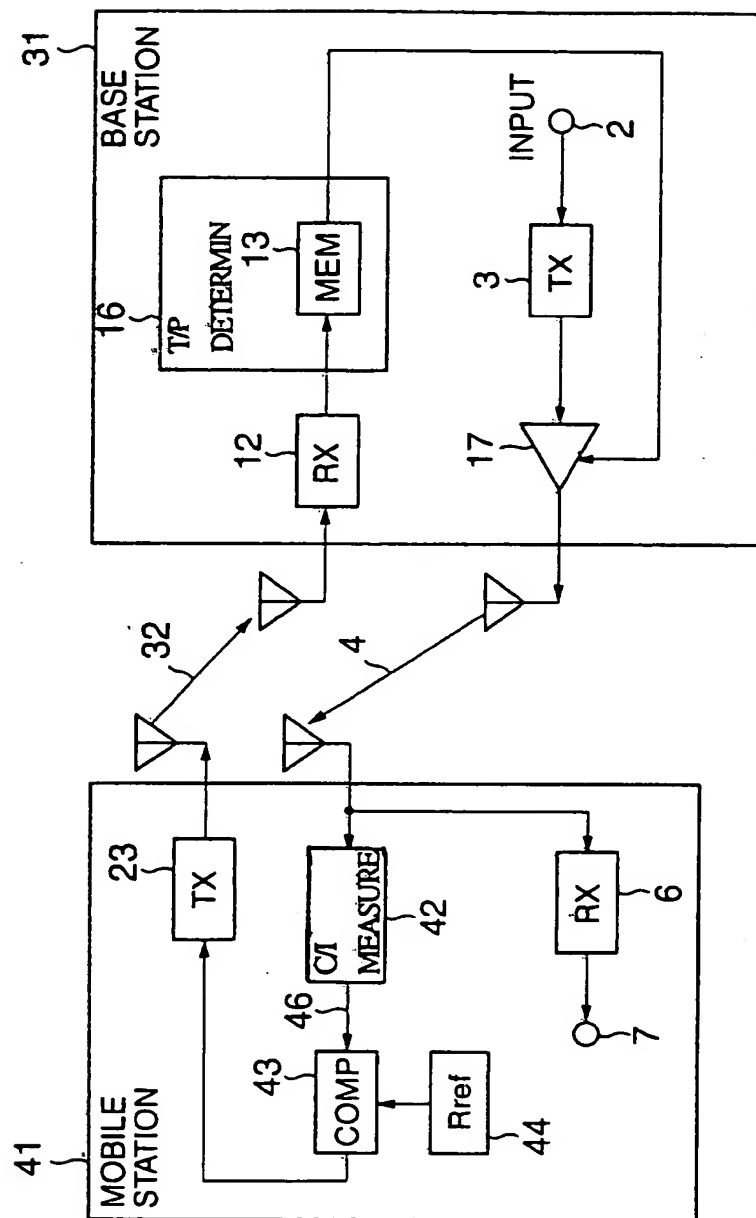 41
MOBILE
STATION
23
TX
43
COMP
46
C/I
MEASURE
42
Rref
44
RX
6
7
32
4
31
BASE
STATION
16
T/P
DETERMIN
13
MEM
12
RX
17
3
TX
INPUT
2